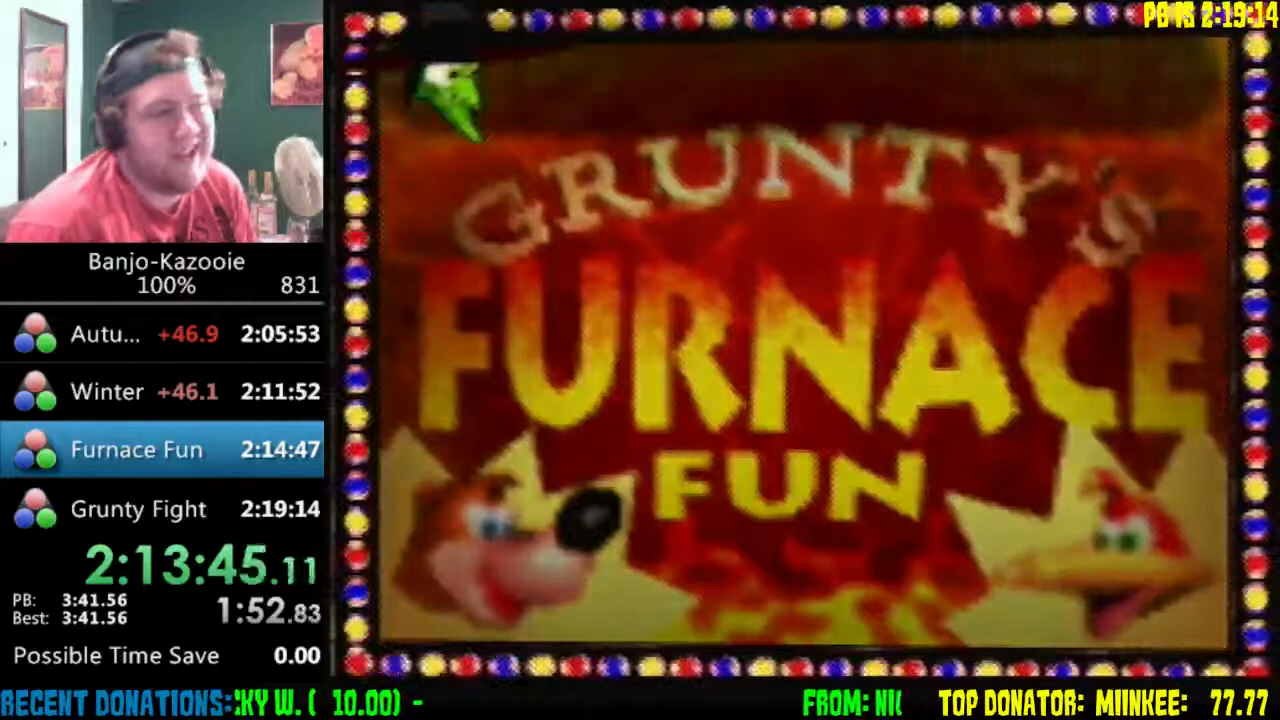 PB IS 2:19:14
GRUNTY'S
FURNACE
FUN
Banjo-Kazooie
100% 831
Autu... +46.9 2:05:53
Winter +46.1 2:11:52
Furnace Fun 2:14:47
Grunty Fight 2:19:14
2:13:45.11
PB: 3:41.56
Best: 3:41.56
1:52.83
Possible Time Save 0.00
RECENT DONATIONS: KY W. ( 10.00) - FROM: NI TOP DONATOR: MIINKEE: 77.77